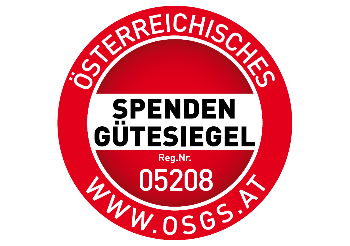 ÖSTERREICHISCHES
SPENDEN
GÜTESIEGEL
Reg.Nr.
05208
WWW.OSGS.AT